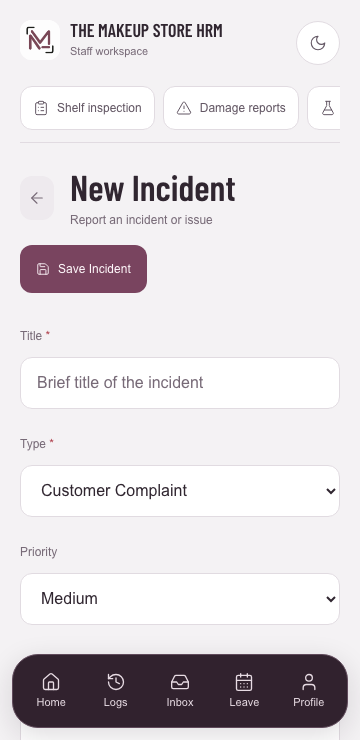 THE MAKEUP STORE HRM
Staff workspace
Shelf inspection
Damage reports
New Incident
Report an incident or issue
Save Incident
Title *
Brief title of the incident
Type *
Customer Complaint
Priority
Medium
Home
Logs
Inbox
Leave
Profile